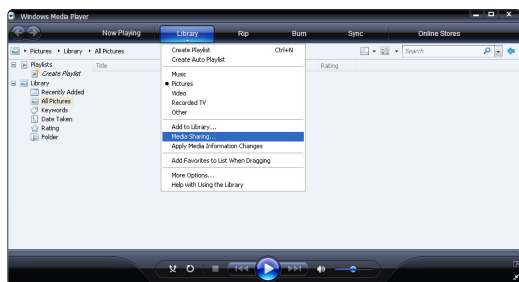 Windows Media Player
Now Playing Library Rip Burn Sync Online Stores
Pictures Library All Pictures Search
Playlists
Create Playlist
Library
Recently Added
All Pictures
Keywords
Date Taken
Rating
Folder
Title Rating
Create Playlist Ctrl+N
Create Auto Playlist
Music
Pictures
Video
Recorded TV
Other
Add to Library...
Media Sharing...
Apply Media Information Changes
Add Favorites to List When Dragging
More Options...
Help with Using the Library